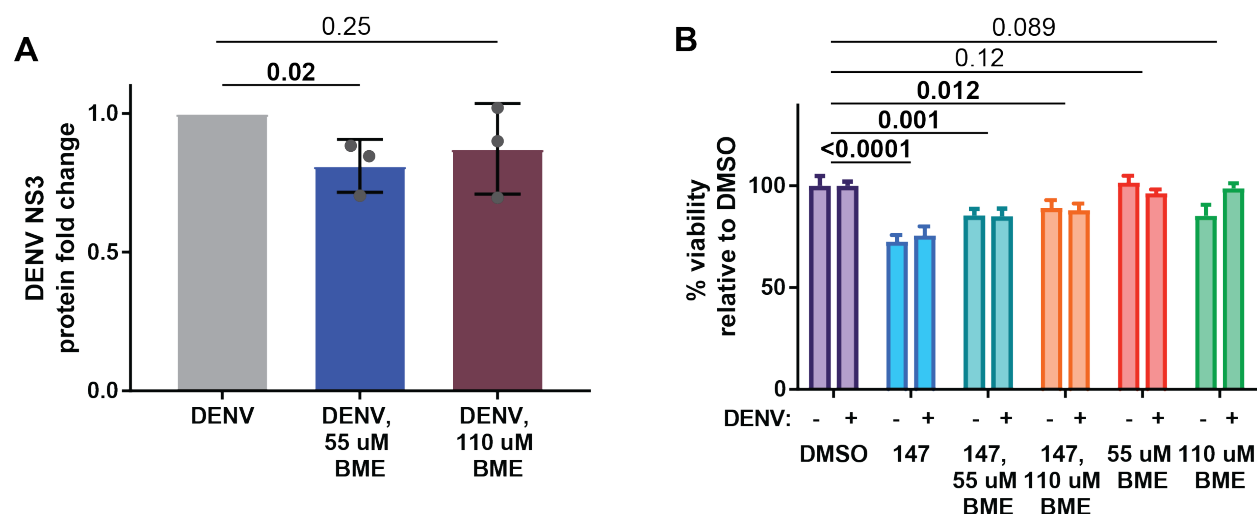 A
0.25
0.02
DENV NS3
protein fold change
1.0
0.5
0.0
DENV
DENV,
55 uM
BME
DENV,
110 uM
BME
B
0.089
0.12
0.012
0.001
<0.0001
% viability
relative to DMSO
100
50
0
DENV: - + - + - + - + - + - +
DMSO
147
147,
55 uM
BME
147,
110 uM
BME
55 uM
BME
110 uM
BME